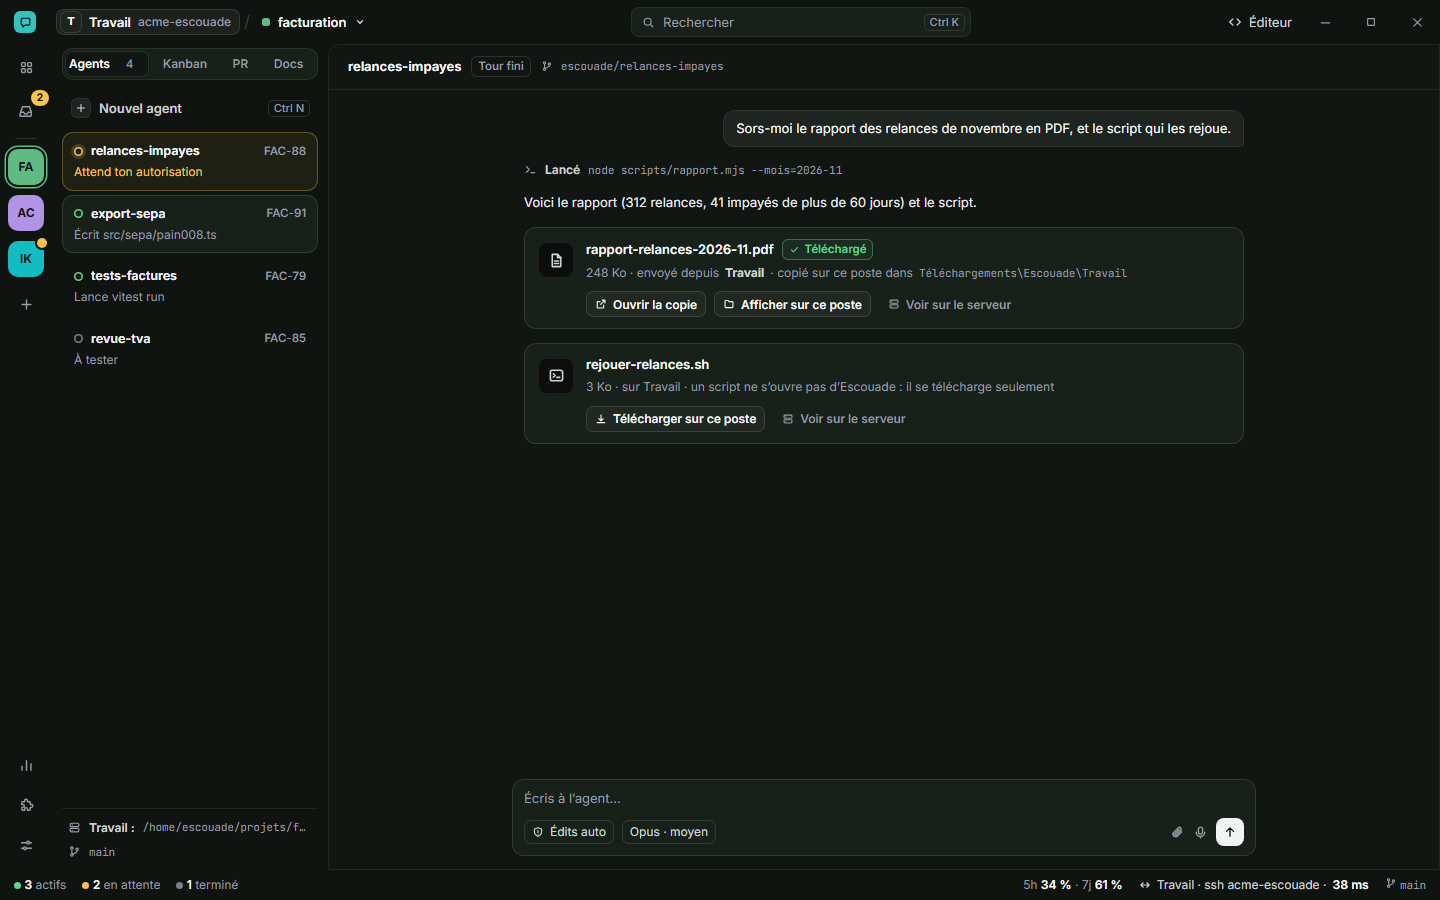 T Travail acme-escouade / facturation
Rechercher Ctrl K
Éditeur
Agents 4 Kanban PR Docs
2
Nouvel agent Ctrl N
FA
AC
IK
relances-impayes FAC-88
Attend ton autorisation
export-sepa FAC-91
Écrit src/sepa/pain008.ts
tests-factures FAC-79
Lance vitest run
revue-tva FAC-85
À tester
Travail : /home/escouade/projets/f…
main
relances-impayes Tour fini escouade/relances-impayes
Sors-moi le rapport des relances de novembre en PDF, et le script qui les rejoue.
Lancé node scripts/rapport.mjs --mois=2026-11
Voici le rapport (312 relances, 41 impayés de plus de 60 jours) et le script.
rapport-relances-2026-11.pdf Téléchargé
248 Ko · envoyé depuis Travail · copié sur ce poste dans Téléchargements\Escouade\Travail
Ouvrir la copie Afficher sur ce poste Voir sur le serveur
rejouer-relances.sh
3 Ko · sur Travail · un script ne s’ouvre pas d’Escouade : il se télécharge seulement
Télécharger sur ce poste Voir sur le serveur
Écris à l’agent…
Édits auto Opus · moyen
3 actifs 2 en attente 1 terminé
5h 34 % · 7j 61 % Travail · ssh acme-escouade · 38 ms main